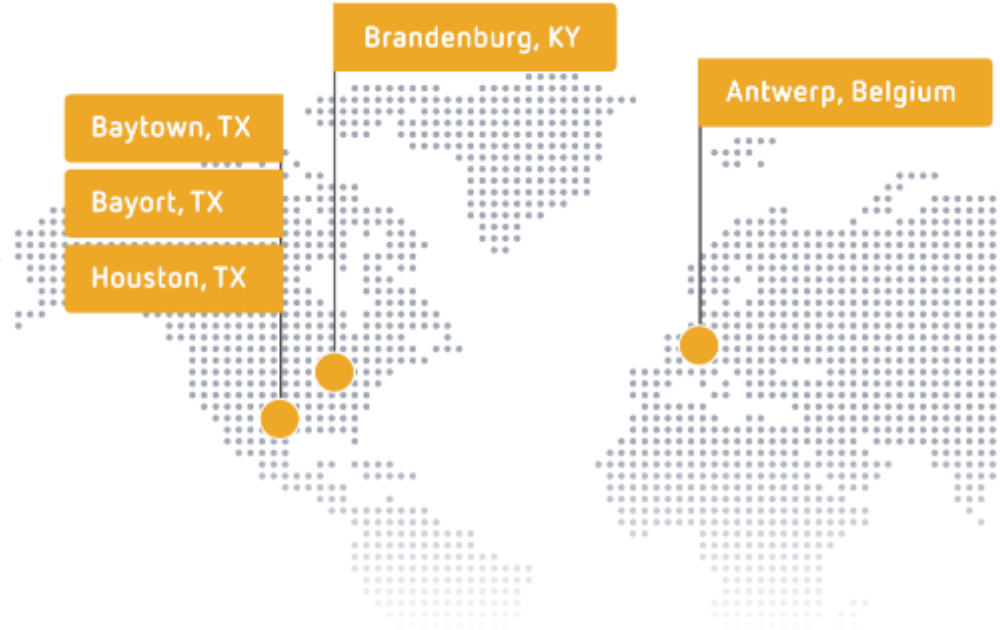 Brandenburg, KY
Antwerp, Belgium
Baytown, TX
Bayort, TX
Houston, TX